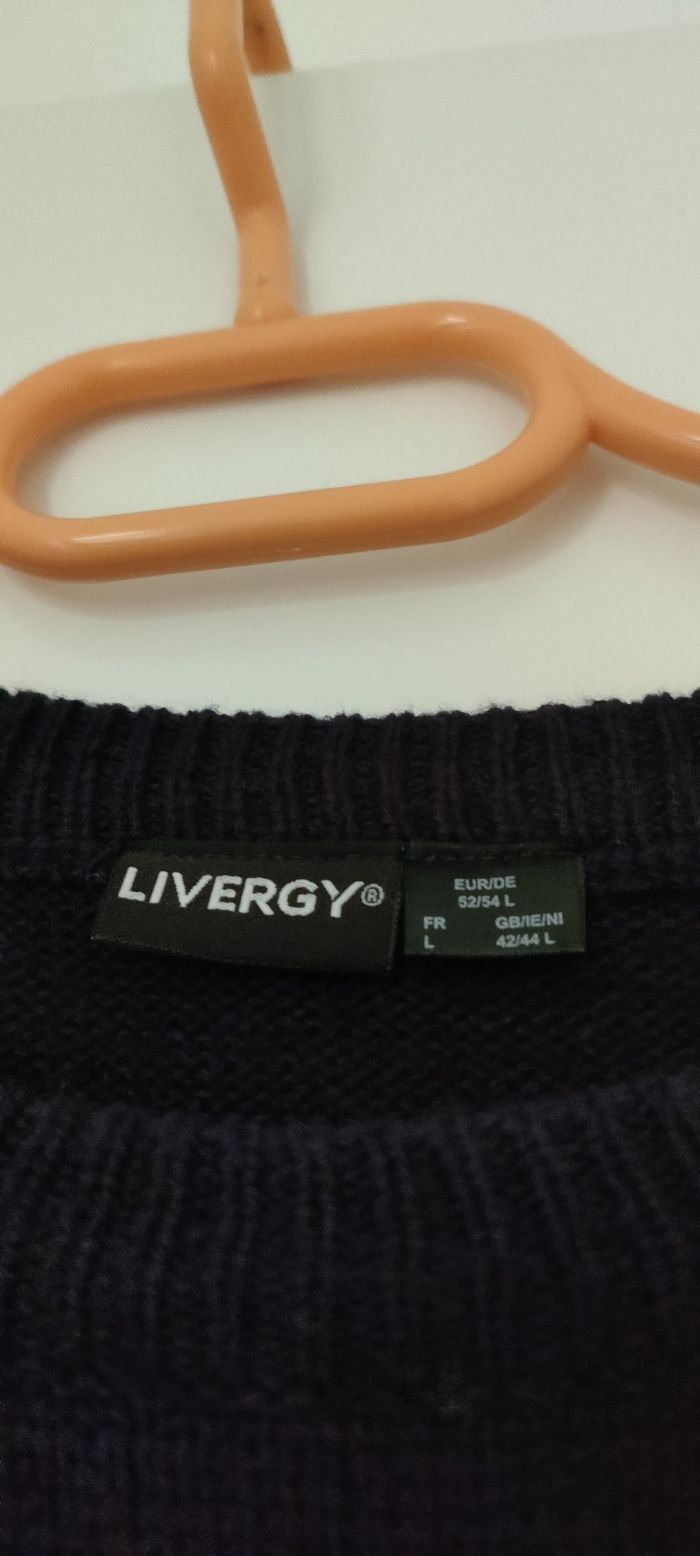 LIVERGY®
EUR/DE
52/54 L
FR GB/IE/NI
L 42/44 L